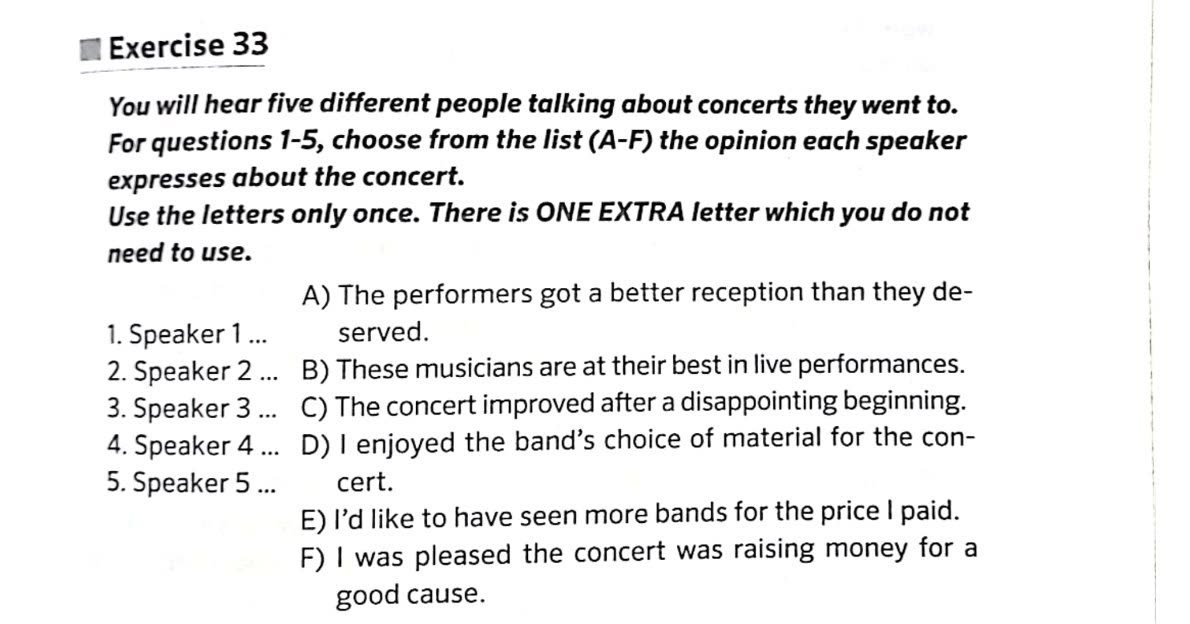 Exercise 33
You will hear five different people talking about concerts they went to.
For questions 1-5, choose from the list (A-F) the opinion each speaker
expresses about the concert.
Use the letters only once. There is ONE EXTRA letter which you do not
need to use.
1. Speaker 1 ...
2. Speaker 2 ...
3. Speaker 3 ...
4. Speaker 4 ...
5. Speaker 5 ...
A) The performers got a better reception than they de-
served.
B) These musicians are at their best in live performances.
C) The concert improved after a disappointing beginning.
D) I enjoyed the band's choice of material for the con-
cert.
E) I'd like to have seen more bands for the price I paid.
F) I was pleased the concert was raising money for a
good cause.